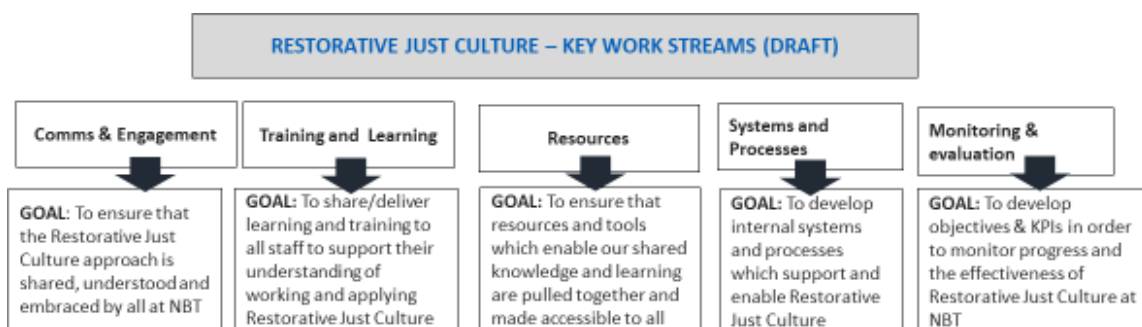 RESTORATIVE JUST CULTURE – KEY WORK STREAMS (DRAFT)
Comms & Engagement
GOAL: To ensure that
the Restorative Just
Culture approach is
shared, understood and
embraced by all at NBT
Training and Learning
GOAL: To share/deliver
learning and training to
all staff to support their
understanding of
working and applying
Restorative Just Culture
Resources
GOAL: To ensure that
resources and tools
which enable our shared
knowledge and learning
are pulled together and
made accessible to all
Systems and
Processes
GOAL: To develop
internal systems
and processes
which support and
enable Restorative
Just Culture
Monitoring &
evaluation
GOAL: To develop
objectives & KPIs in order
to monitor progress and
the effectiveness of
Restorative Just Culture at
NBT